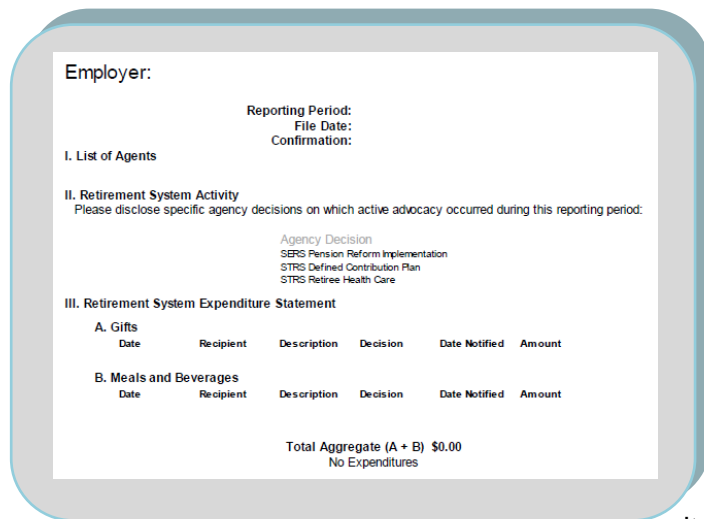 Employer:
Reporting Period:
File Date:
Confirmation:
I. List of Agents
II. Retirement System Activity
Please disclose specific agency decisions on which active advocacy occurred during this reporting period:
Agency Decision
SERS Pension Reform Implementation
STRS Defined Contribution Plan
STRS Retiree Health Care
III. Retirement System Expenditure Statement
A. Gifts
Date Recipient Description Decision Date Notified Amount
B. Meals and Beverages
Date Recipient Description Decision Date Notified Amount
Total Aggregate (A + B) $0.00
No Expenditures